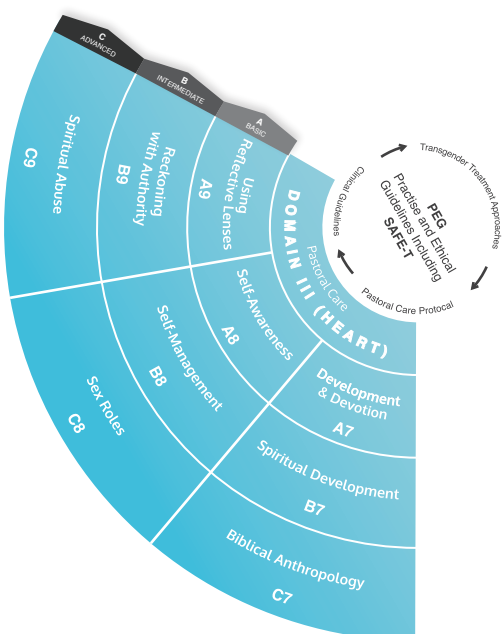 C
ADVANCED
B
INTERMEDIATE
A
BASIC
Spiritual Abuse
C9
Reckoning
with Authority
B9
Using
Reflective Lenses
A9
DOMAIN III (HEART)
Pastoral Care
Transgender Treatment Approaches
Clinical Guidelines
Pastoral Care Protocal
PEG
Practise and Ethical
Guidelines Including
SAFE-T
Self-Awareness
A8
Self-Management
B8
Sex Roles
C8
Development
& Devotion
A7
Spiritual Development
B7
Biblical Anthropology
C7